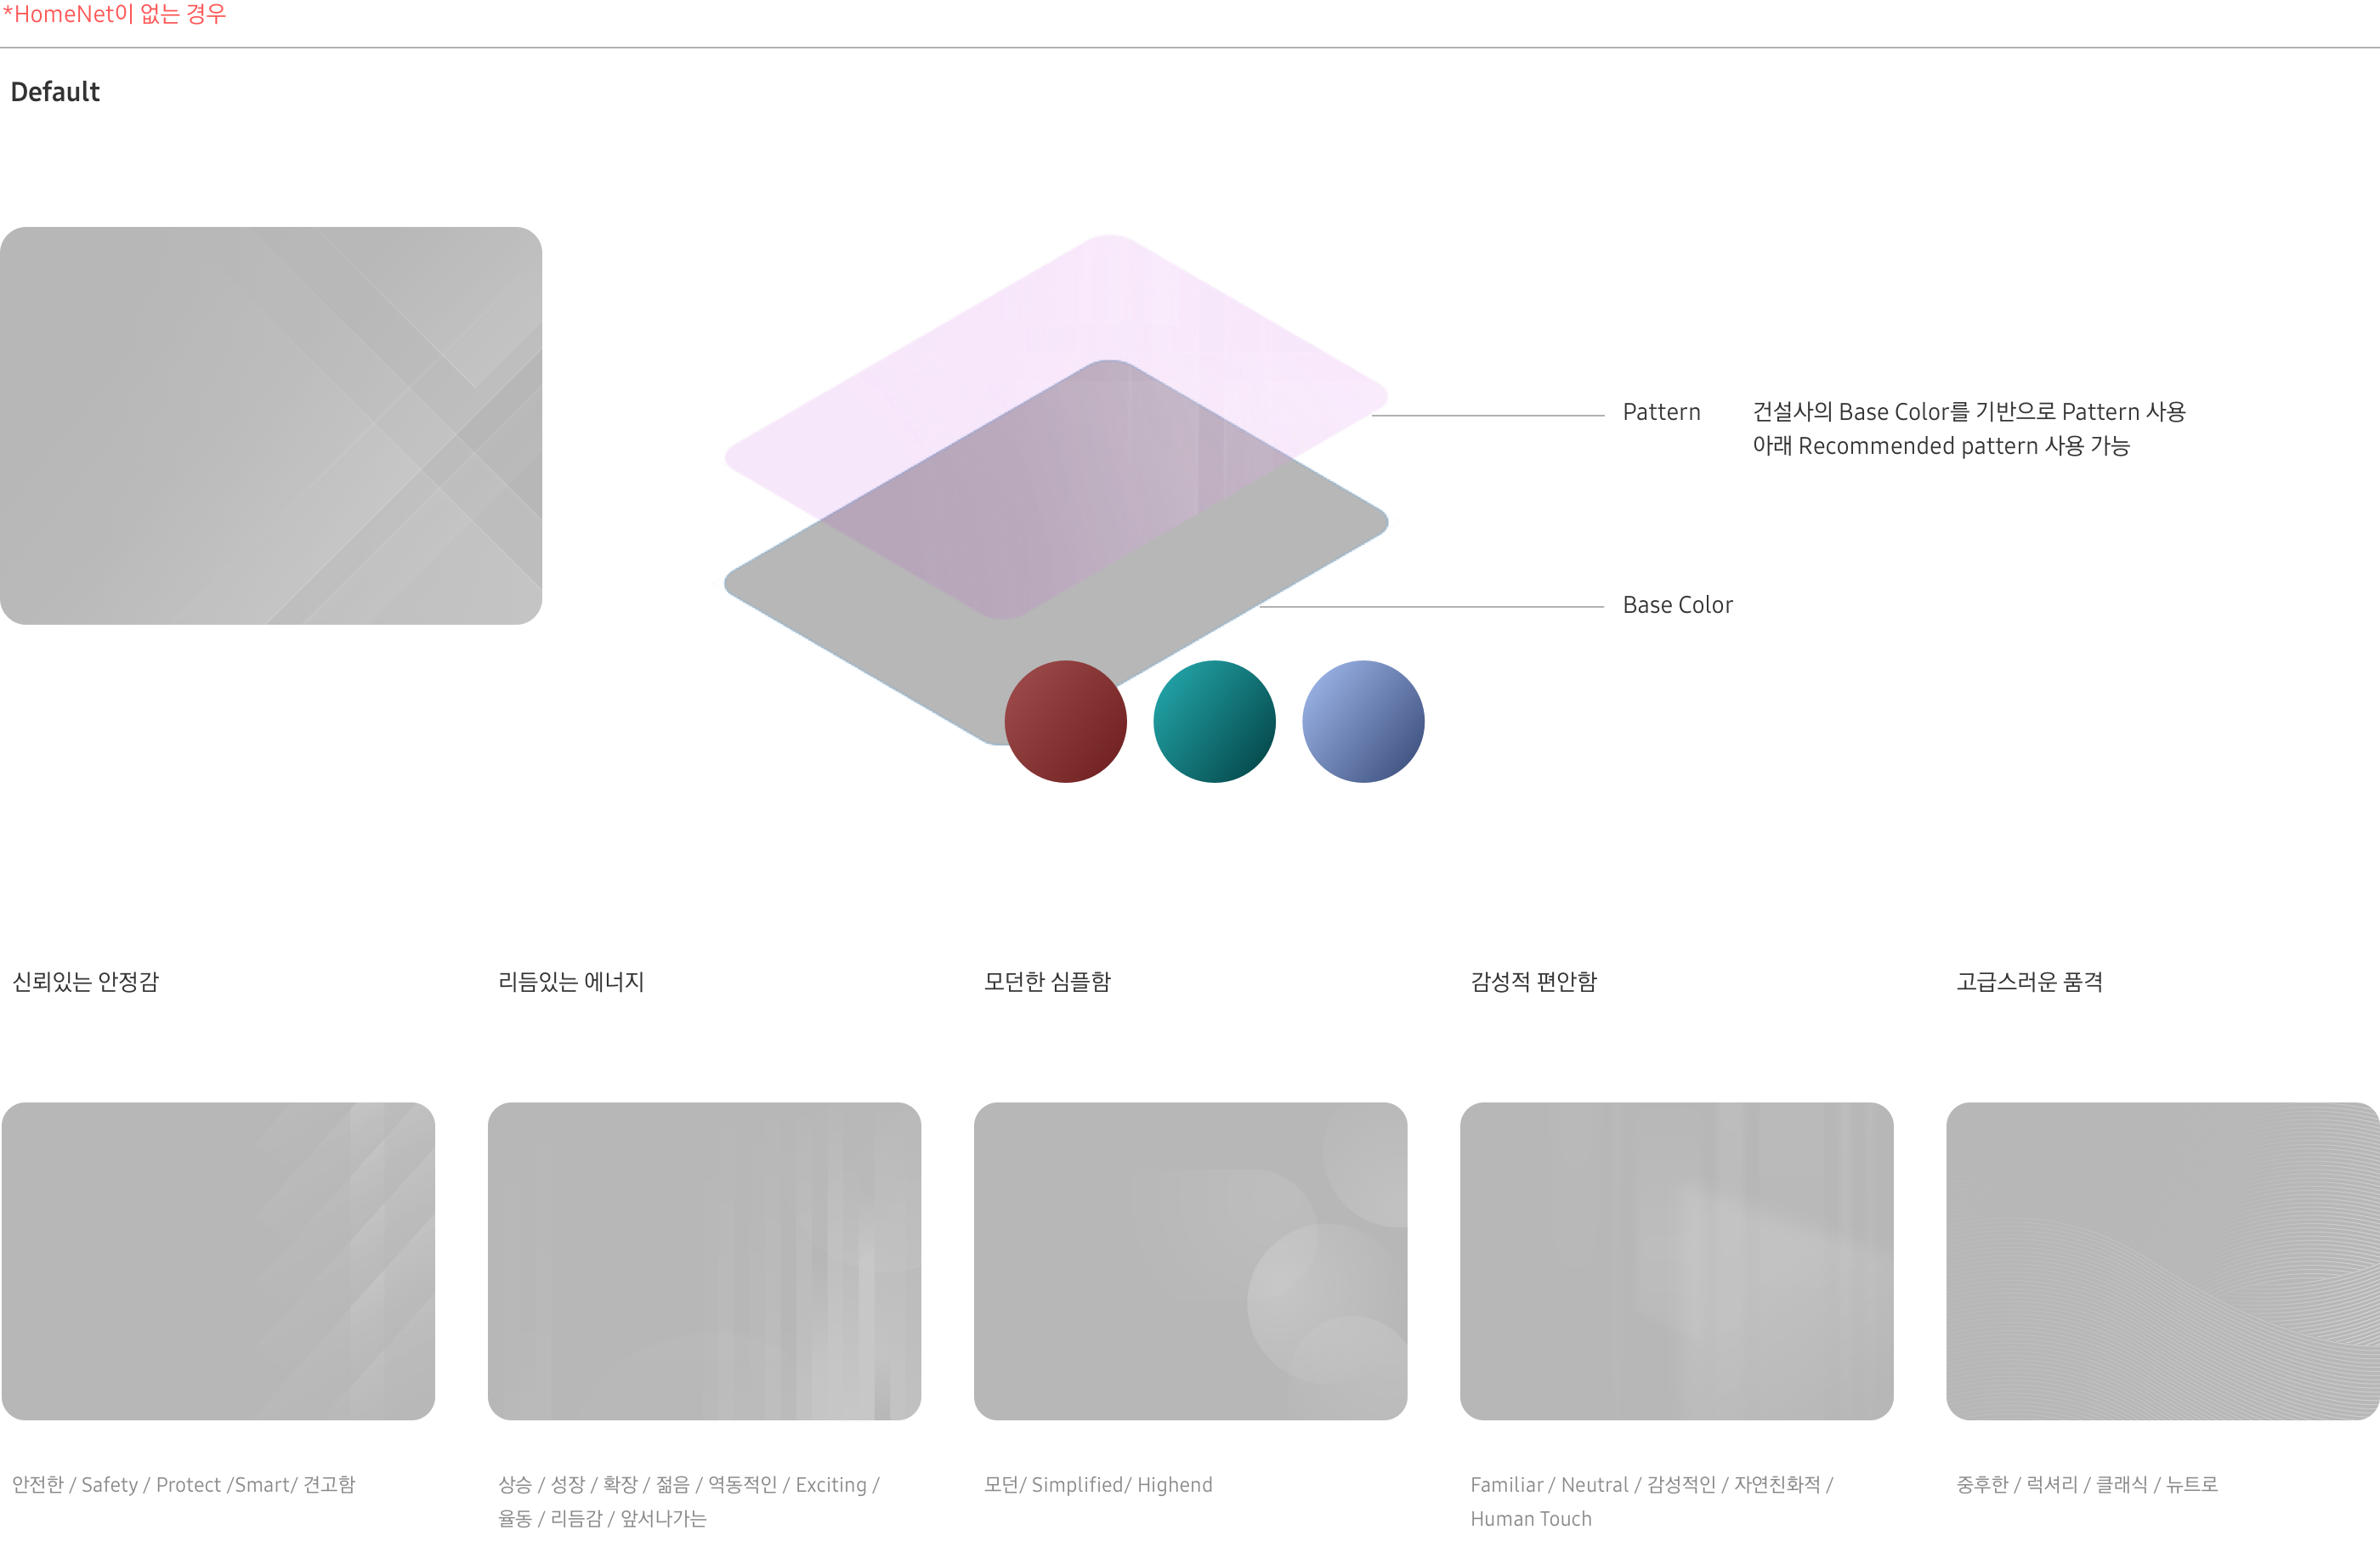 *HomeNet이 없는 경우
Default
Pattern
건설사의 Base Color를 기반으로 Pattern 사용
아래 Recommended pattern 사용 가능
Base Color
신뢰있는 안정감
리듬있는 에너지
모던한 심플함
감성적 편안함
고급스러운 품격
안전한 / Safety / Protect /Smart/ 견고함
상승 / 성장 / 확장 / 젊음 / 역동적인 / Exciting /
율동 / 리듬감 / 앞서나가는
모던/ Simplified/ Highend
Familiar / Neutral / 감성적인 / 자연친화적 /
Human Touch
중후한 / 럭셔리 / 클래식 / 뉴트로